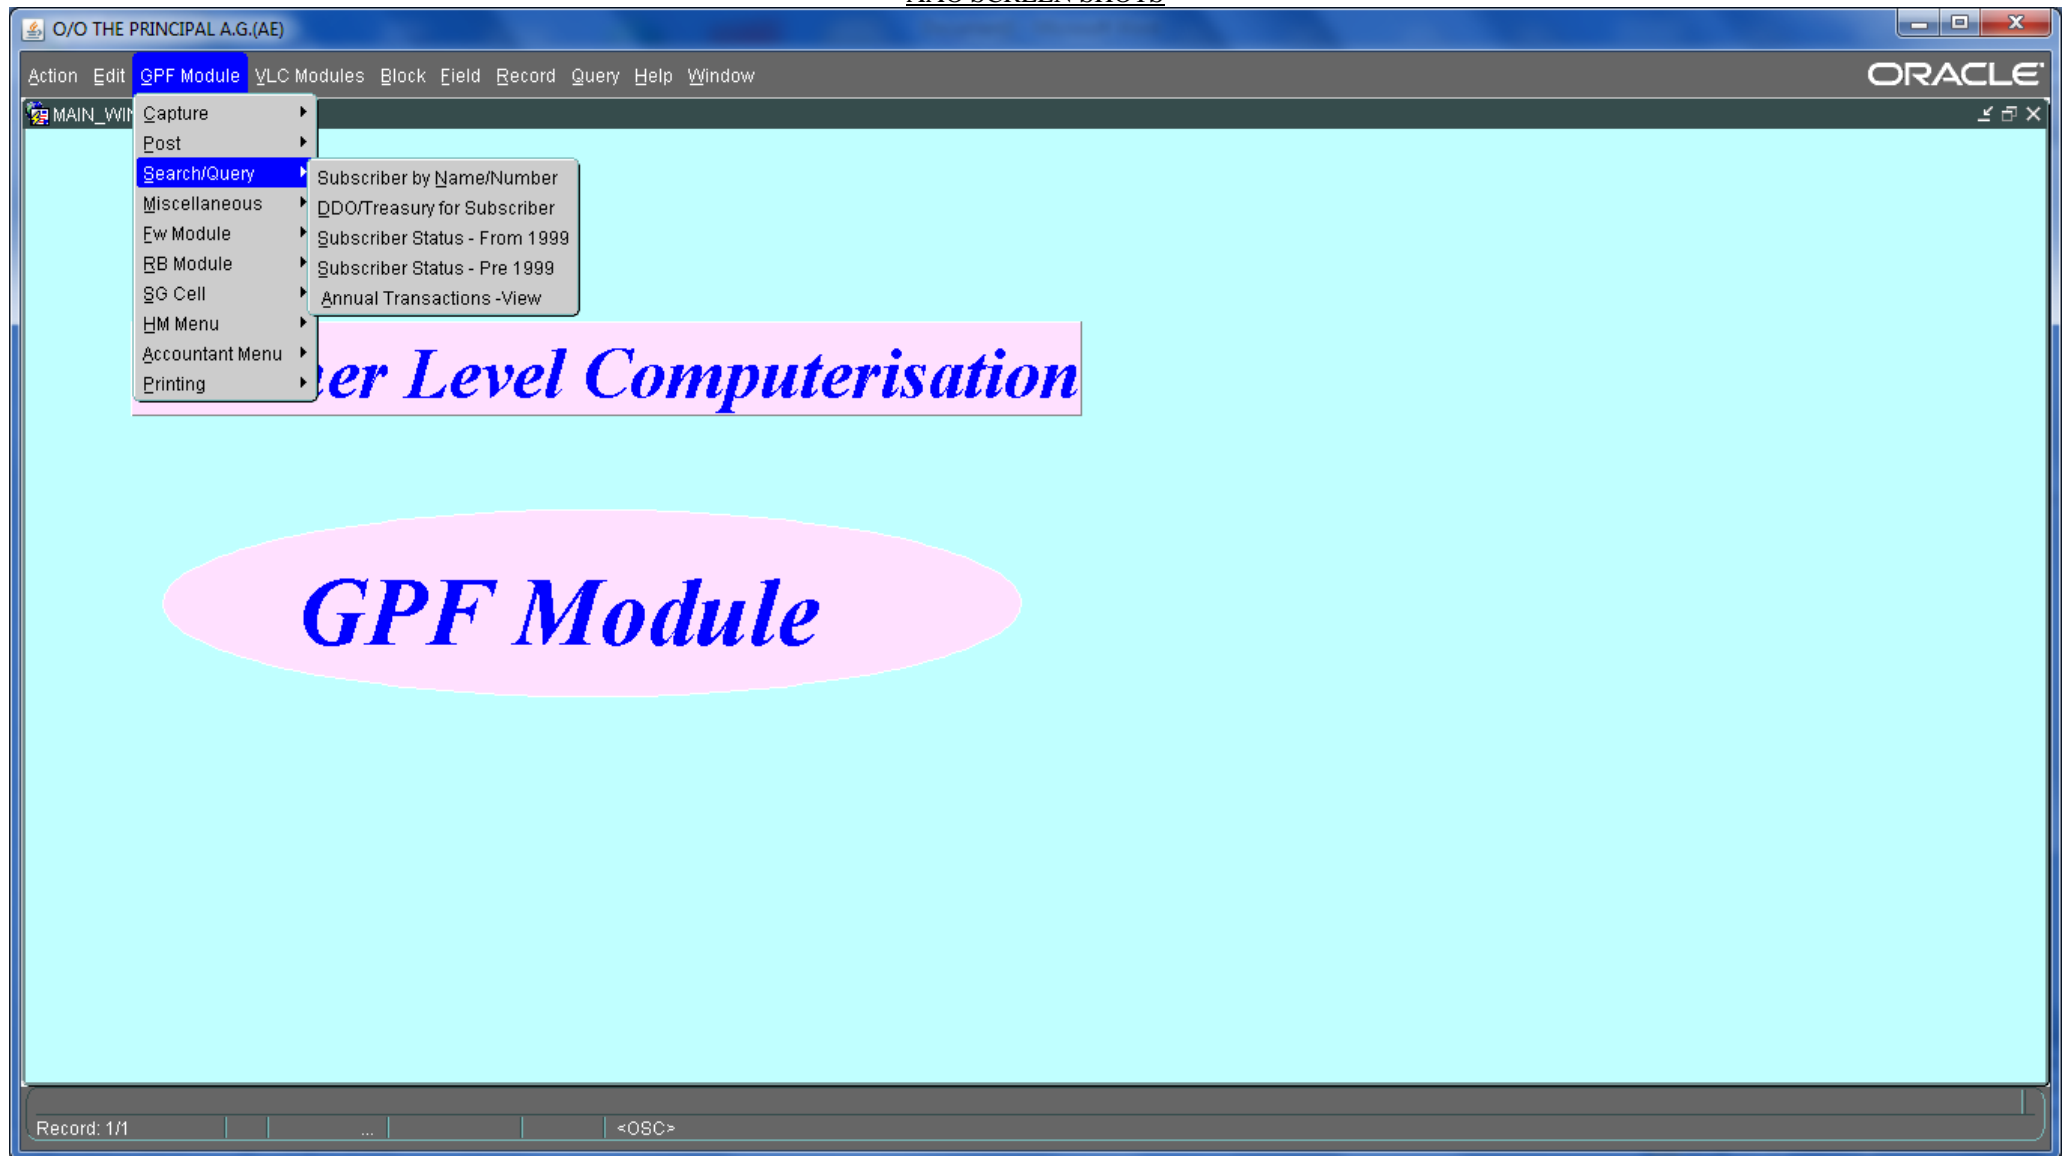 SCREEN SHOTS
O/O THE PRINCIPAL A.G.(AE)
Action Edit GPF Module VLC Modules Block Field Record Query Help Window
ORACLE
MAIN_WIN
Capture
Post
Search/Query
Subscriber by Name/Number
DDO/Treasury for Subscriber
Subscriber Status - From 1999
Subscriber Status - Pre 1999
Annual Transactions -View
Miscellaneous
Fw Module
RB Module
SG Cell
HM Menu
Accountant Menu
Printing
er Level Computerisation
GPF Module
Record: 1/1 ... <OSC>